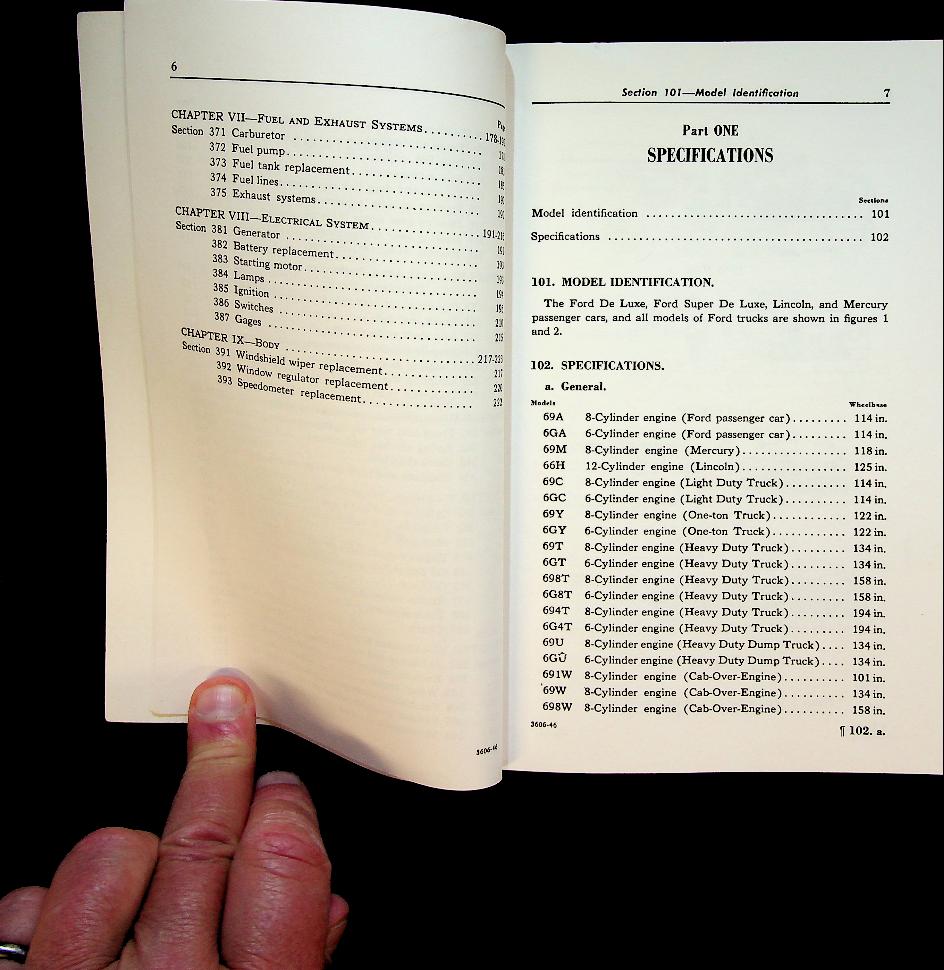 6
CHAPTER VII—FUEL AND EXHAUST SYSTEMS.......... 178-
Section 371 Carburetor
372 Fuel pump
373 Fuel tank replacement
374 Fuel lines
375 Exhaust systems
CHAPTER VIII—ELECTRICAL SYSTEM.......... 191-
Section 381 Generator
382 Battery replacement
383 Starting motor
384 Lamps
385 Ignition
386 Switches
387 Gages
CHAPTER IX—BODY .......... 217-
Section 391 Windshield wiper replacement.......... 217
392 Window regulator replacement
393 Speedometer replacement
3606-46
Section 101—Model Identification 7
Part ONE
SPECIFICATIONS
Sections
Model identification .......... 101
Specifications .......... 102
101. MODEL IDENTIFICATION.
The Ford De Luxe, Ford Super De Luxe, Lincoln, and Mercury
passenger cars, and all models of Ford trucks are shown in figures 1
and 2.
102. SPECIFICATIONS.
a. General.
Models Wheelbase
69A 8-Cylinder engine (Ford passenger car)......... 114 in.
6GA 6-Cylinder engine (Ford passenger car)......... 114 in.
69M 8-Cylinder engine (Mercury)................. 118 in.
66H 12-Cylinder engine (Lincoln)................. 125 in.
69C 8-Cylinder engine (Light Duty Truck).......... 114 in.
6GC 6-Cylinder engine (Light Duty Truck).......... 114 in.
69Y 8-Cylinder engine (One-ton Truck)............ 122 in.
6GY 6-Cylinder engine (One-ton Truck)............ 122 in.
69T 8-Cylinder engine (Heavy Duty Truck)......... 134 in.
6GT 6-Cylinder engine (Heavy Duty Truck)......... 134 in.
698T 8-Cylinder engine (Heavy Duty Truck)......... 158 in.
6G8T 6-Cylinder engine (Heavy Duty Truck)......... 158 in.
694T 8-Cylinder engine (Heavy Duty Truck)......... 194 in.
6G4T 6-Cylinder engine (Heavy Duty Truck)......... 194 in.
69U 8-Cylinder engine (Heavy Duty Dump Truck).... 134 in.
6GU 6-Cylinder engine (Heavy Duty Dump Truck).... 134 in.
691W 8-Cylinder engine (Cab-Over-Engine).......... 101 in.
69W 8-Cylinder engine (Cab-Over-Engine).......... 134 in.
698W 8-Cylinder engine (Cab-Over-Engine).......... 158 in.
3606-46 ¶ 102. a.